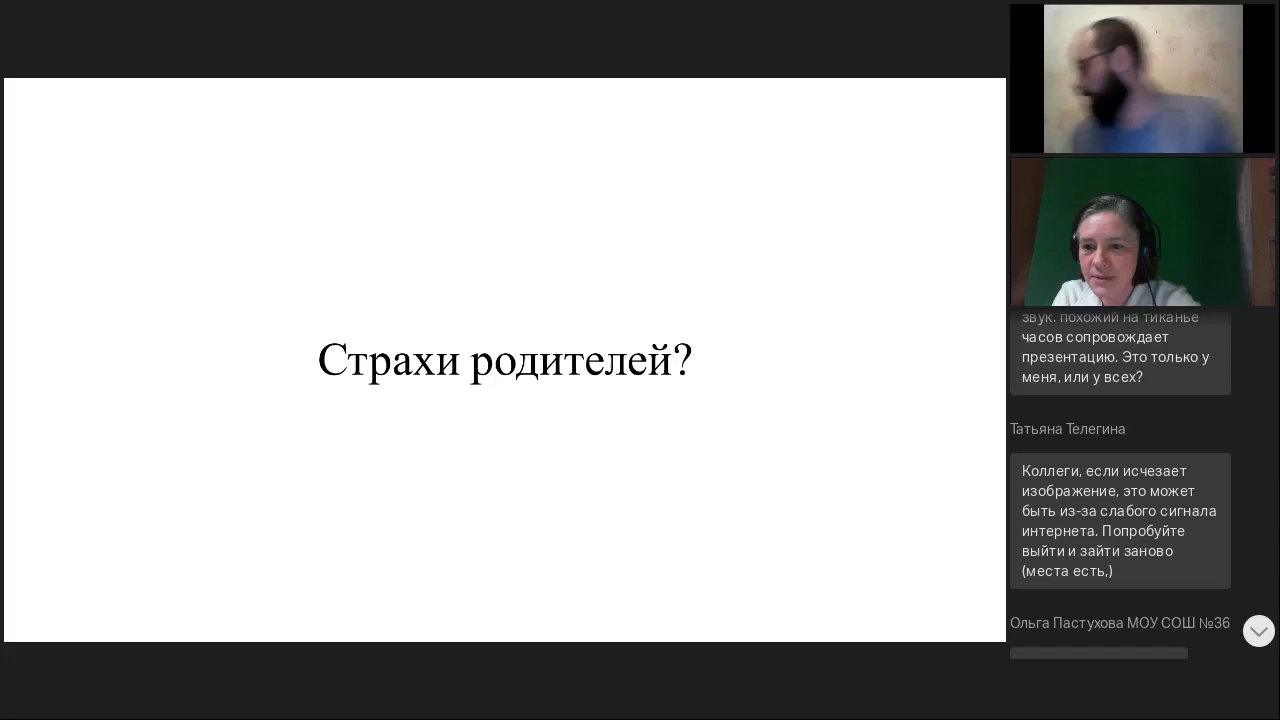 Страхи родителей?
звук. похожий на тиканье
часов сопровождает
презентацию. Это только у
меня, или у всех?
Татьяна Телегина
Коллеги, если исчезает
изображение, это может
быть из-за слабого сигнала
интернета. Попробуйте
выйти и зайти заново
(места есть,)
Ольга Пастухова МОУ СОШ №36